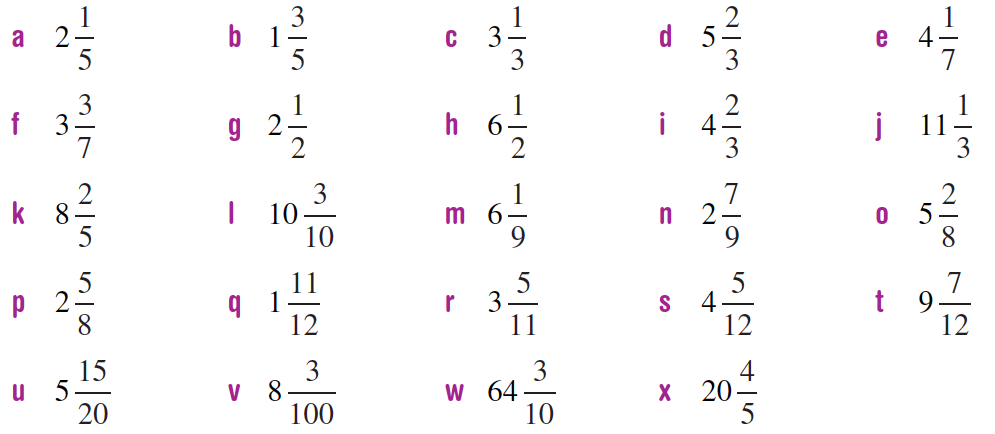 a 2 1/5 b 1 3/5 c 3 1/3 d 5 2/3 e 4 1/7
f 3 3/7 g 2 1/2 h 6 1/2 i 4 2/3 j 11 1/3
k 8 2/5 l 10 3/10 m 6 1/9 n 2 7/9 o 5 2/8
p 2 5/8 q 1 11/12 r 3 5/11 s 4 5/12 t 9 7/12
u 5 15/20 v 8 3/100 w 64 3/10 x 20 4/5